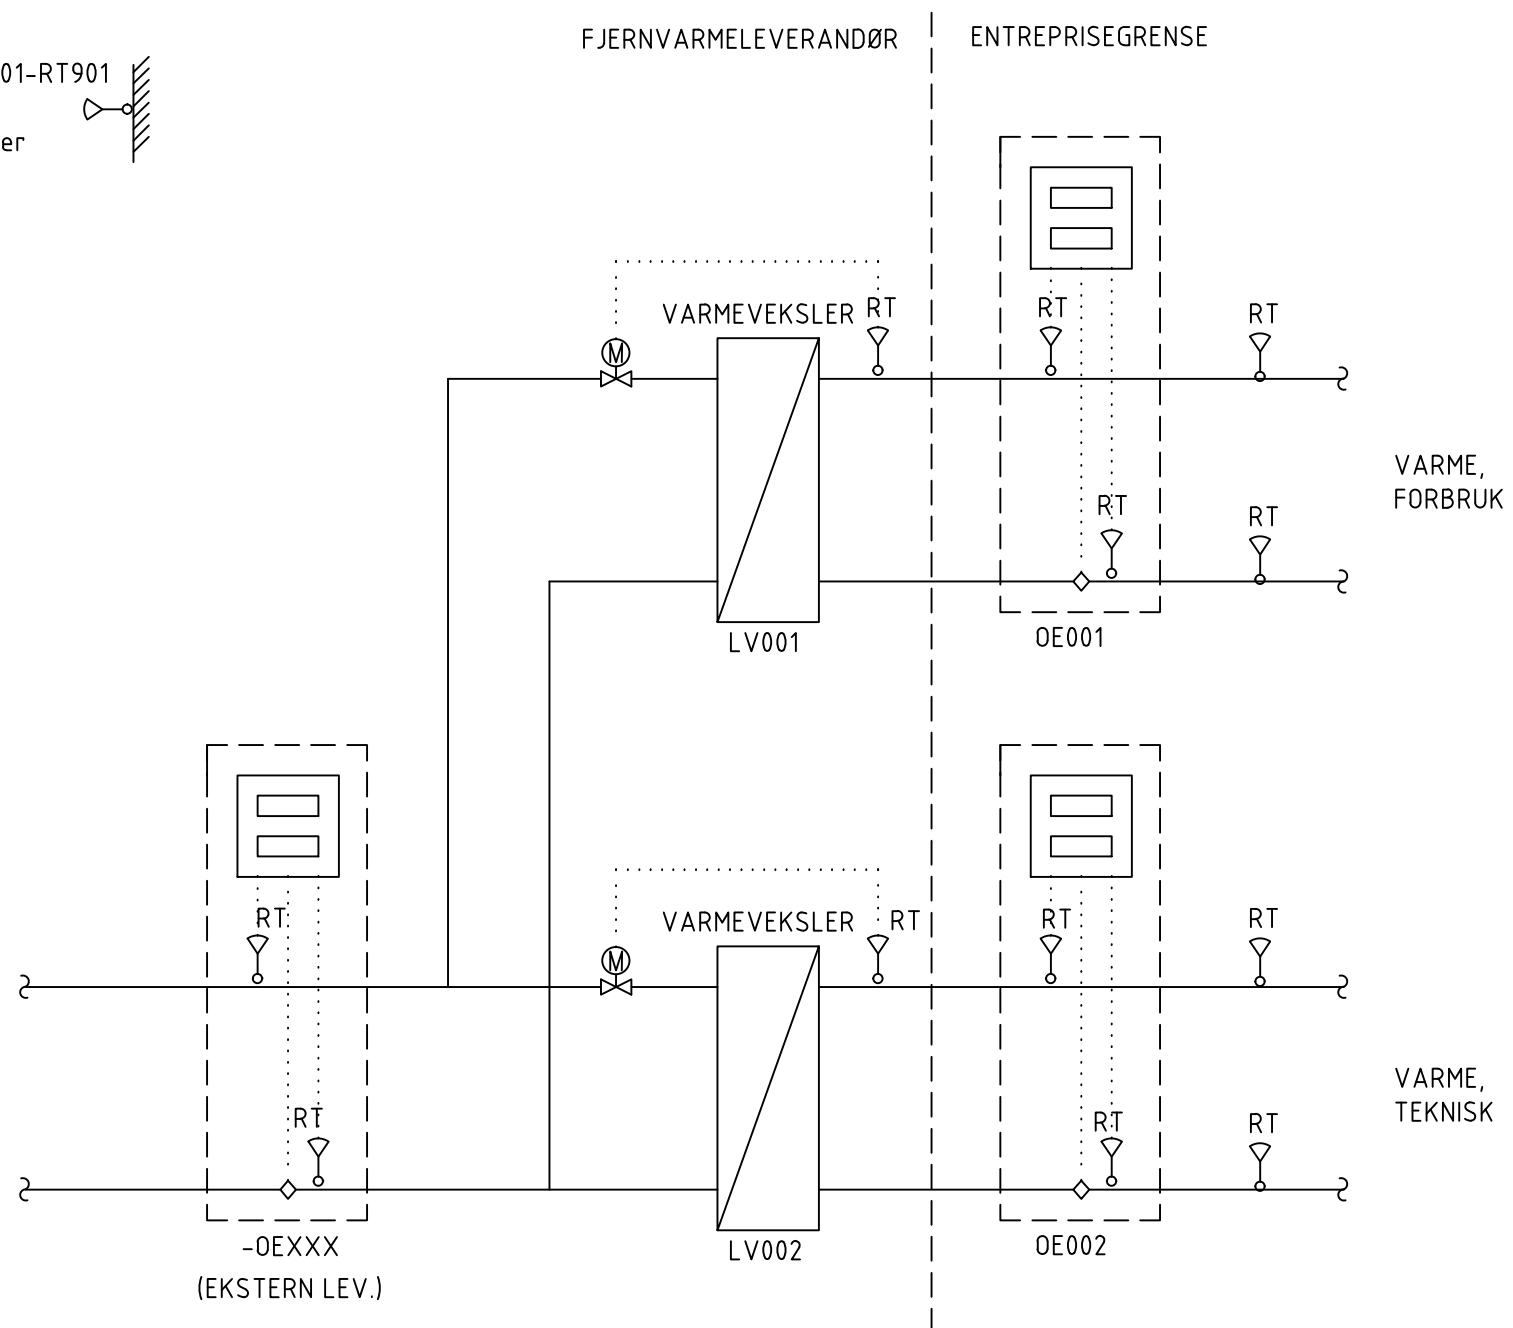 FJERNVARMELEVERANDØR
ENTREPRISEGRENSE
01-RT901
er
VARMEVEKSLER
RT
RT
RT
M
VARME,
FORBRUK
RT
RT
LV001
OE001
VARMEVEKSLER
RT
RT
RT
RT
M
VARME,
TEKNISK
RT
RT
RT
-OEXXX
(EKSTERN LEV.)
LV002
OE002